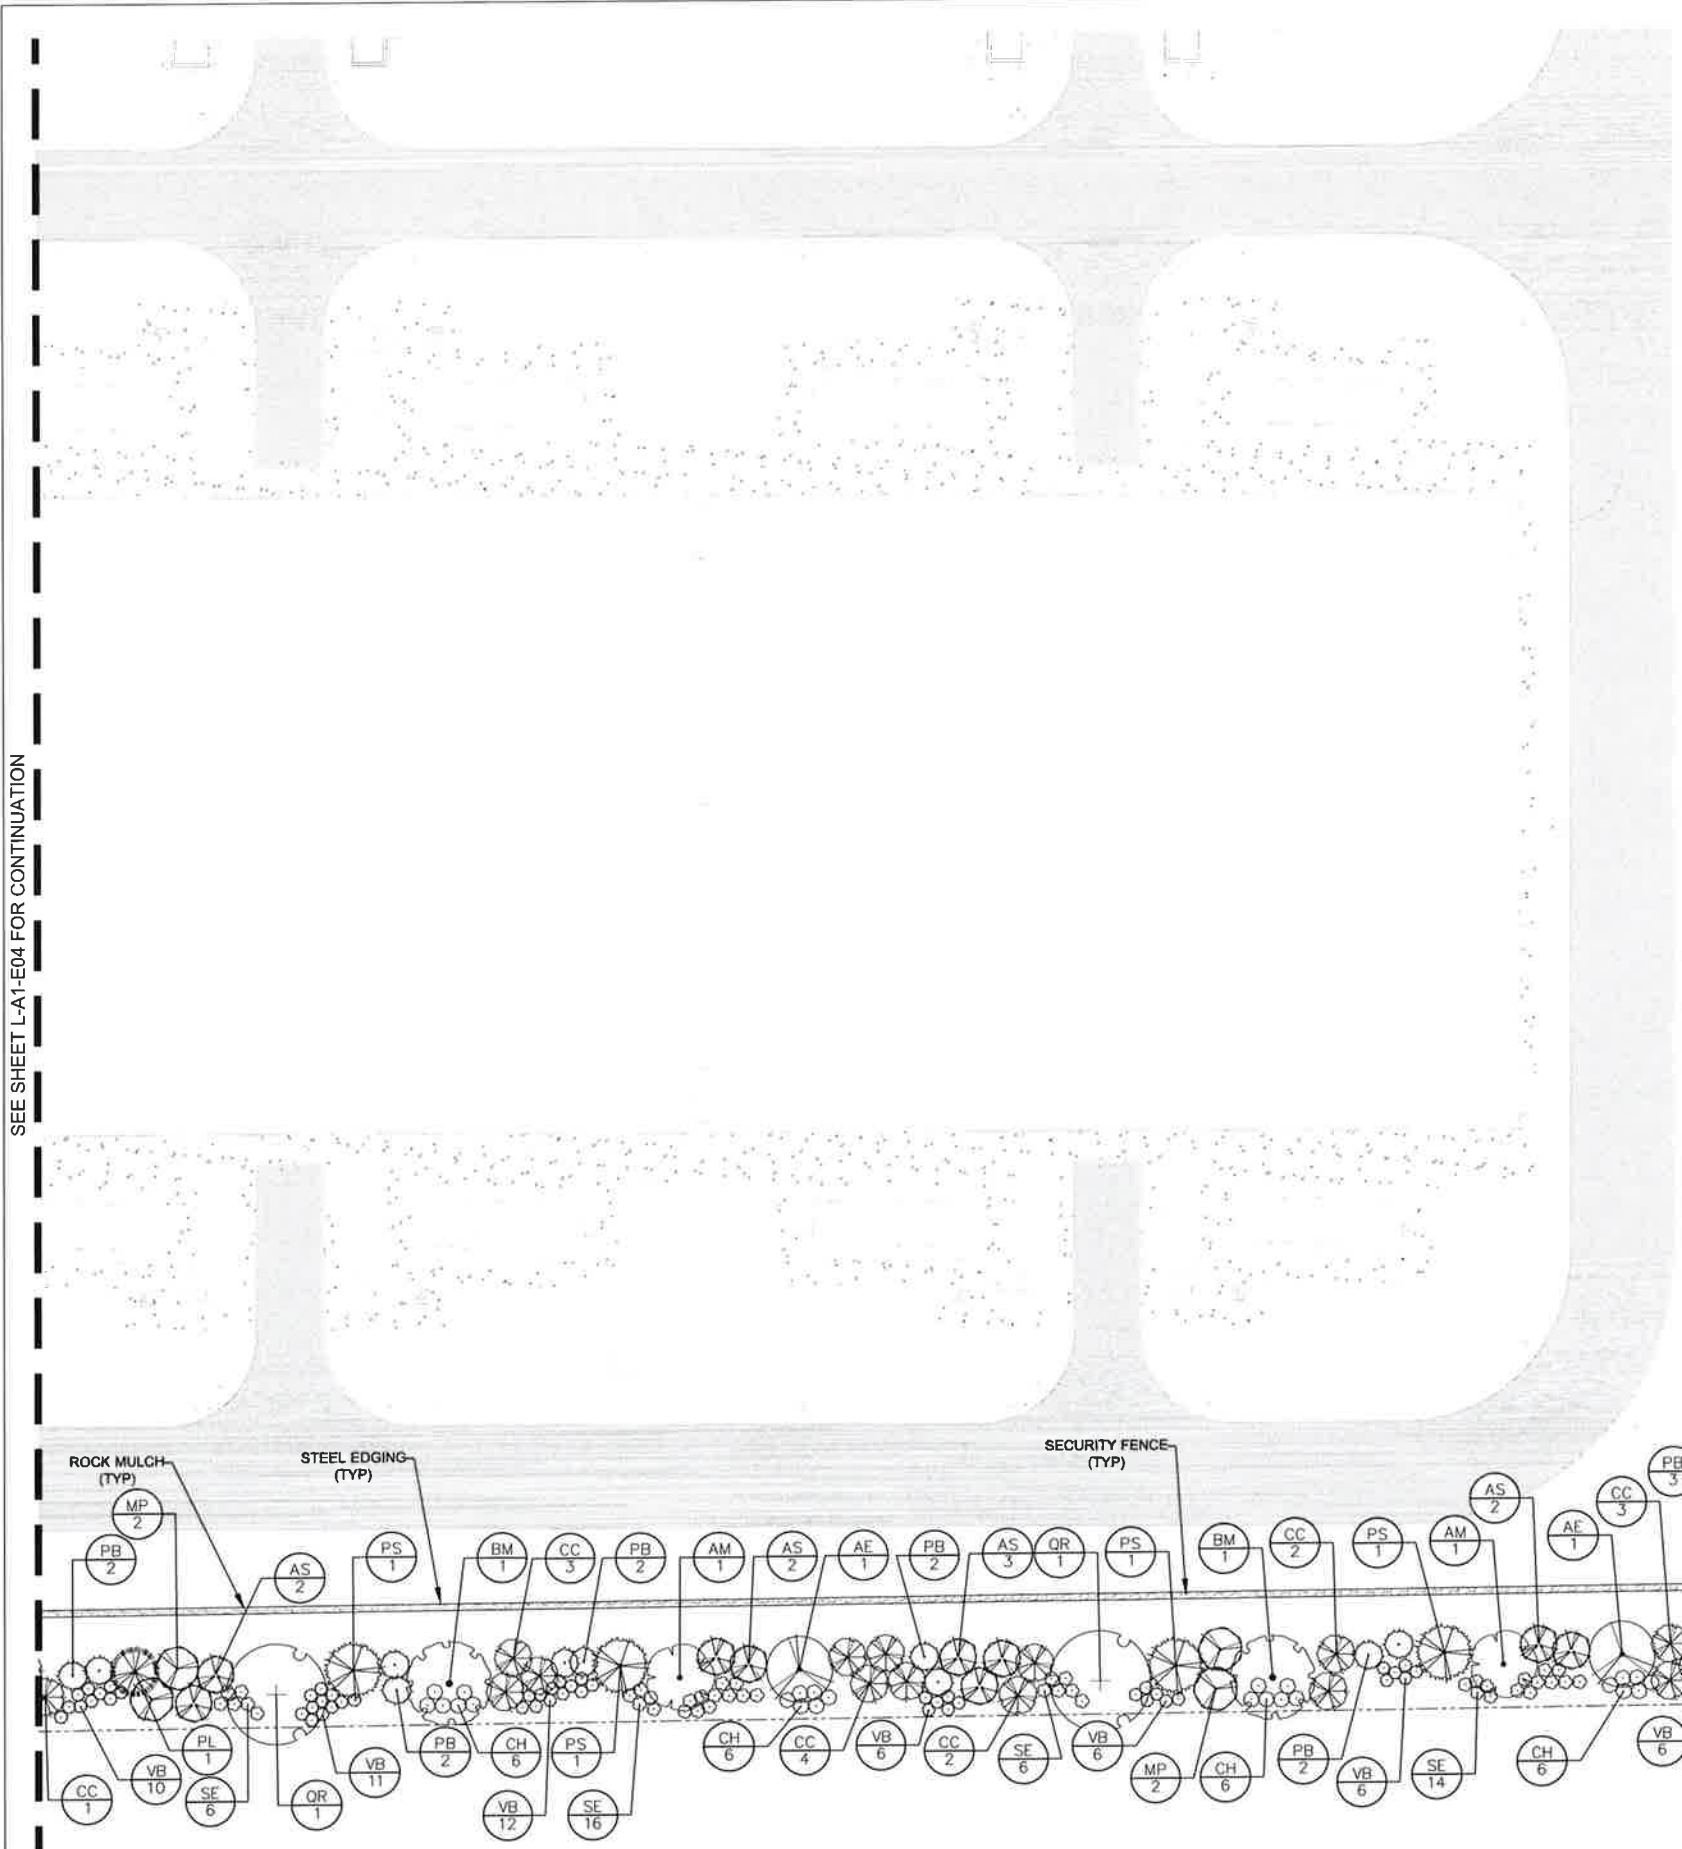 SEE SHEET L-A1-E04 FOR CONTINUATION
ROCK MULCH
(TYP)
STEEL EDGING
(TYP)
SECURITY FENCE
(TYP)
PB
3
AS
2
CC
3
MP
2
PB
2
AS
2
PS
1
BM
1
CC
3
PB
2
AM
1
AS
2
AE
1
PB
2
AS
3
QR
1
PS
1
BM
1
CC
2
PS
1
AM
1
AE
1
CC
1
VB
10
PL
1
SE
6
QR
1
VB
11
PB
2
CH
6
VB
12
PS
1
SE
16
CH
6
CC
4
VB
6
CC
2
SE
6
VB
6
MP
2
CH
6
PB
2
VB
6
SE
14
CH
6
VB
6